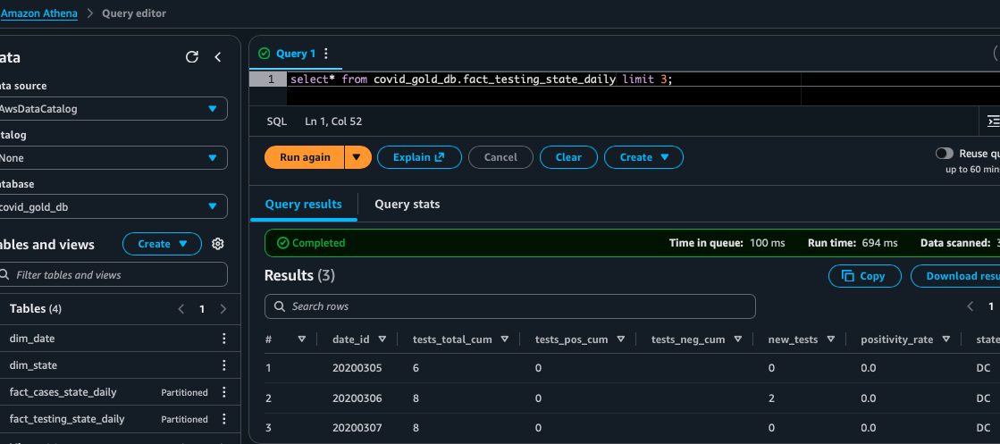 Amazon Athena > Query editor
ata
ata source
AwsDataCatalog
atalog
None
atabase
covid_gold_db
ables and views
Create
Filter tables and views
Tables (4)
1
dim_date
dim_state
fact_cases_state_daily Partitioned
fact_testing_state_daily Partitioned
Query 1
1 select* from covid_gold_db.fact_testing_state_daily limit 3;
SQL Ln 1, Col 52
Run again Explain Cancel Clear Create
Reuse qu
up to 60 minu
Query results Query stats
Completed Time in queue: 100 ms Run time: 694 ms Data scanned: 3
Results (3)
Copy Download resu
Search rows
1
# date_id tests_total_cum tests_pos_cum tests_neg_cum new_tests positivity_rate state
1 20200305 6 0 0 0.0 DC
2 20200306 8 0 2 0.0 DC
3 20200307 8 0 0 0.0 DC